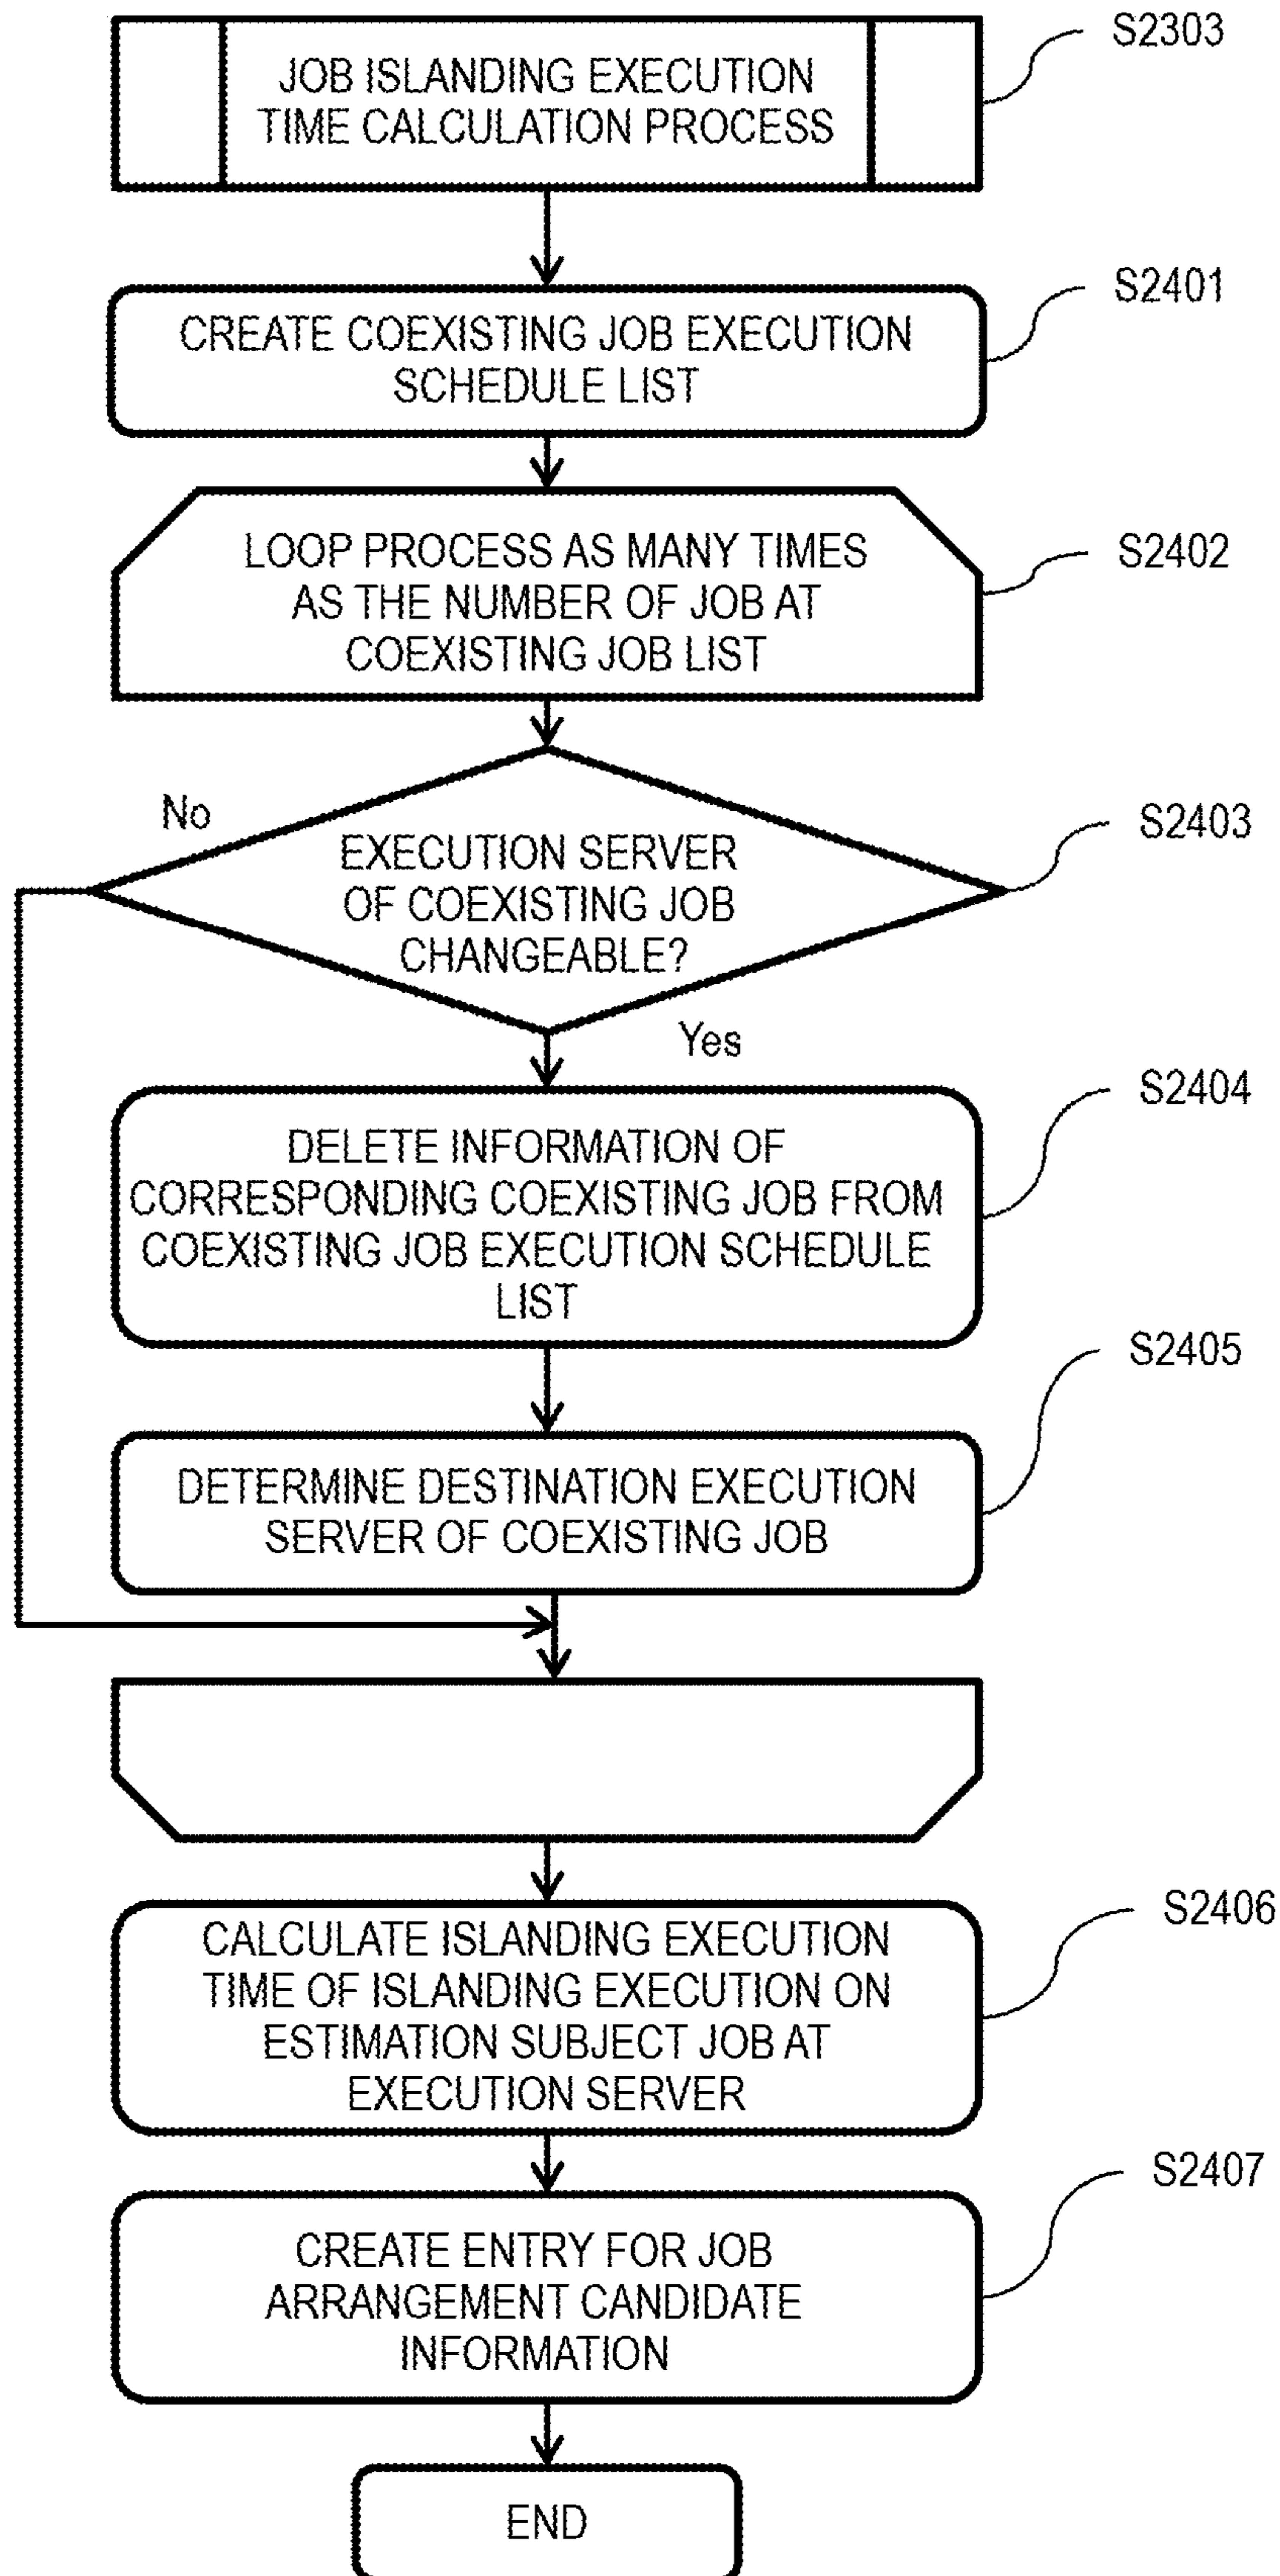 S2303
JOB ISLANDING EXECUTION
TIME CALCULATION PROCESS
S2401
CREATE COEXISTING JOB EXECUTION
SCHEDULE LIST
S2402
LOOP PROCESS AS MANY TIMES
AS THE NUMBER OF JOB AT
COEXISTING JOB LIST
No
S2403
EXECUTION SERVER
OF COEXISTING JOB
CHANGEABLE?
Yes
S2404
DELETE INFORMATION OF
CORRESPONDING COEXISTING JOB FROM
COEXISTING JOB EXECUTION SCHEDULE
LIST
S2405
DETERMINE DESTINATION EXECUTION
SERVER OF COEXISTING JOB
S2406
CALCULATE ISLANDING EXECUTION
TIME OF ISLANDING EXECUTION ON
ESTIMATION SUBJECT JOB AT
EXECUTION SERVER
S2407
CREATE ENTRY FOR JOB
ARRANGEMENT CANDIDATE
INFORMATION
END